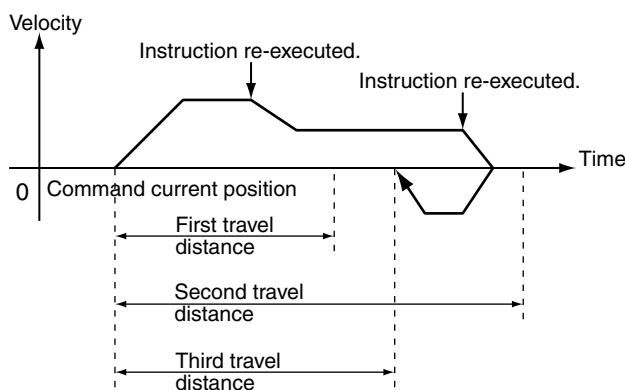 Velocity
Instruction re-executed.
Instruction re-executed.
Time
0
Command current position
First travel
distance
Second travel
distance
Third travel
distance